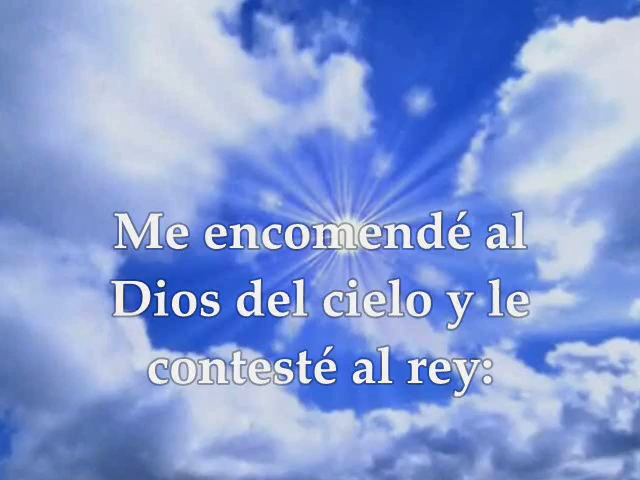 Me encomendé al
Dios del cielo y le
contesté al rey: